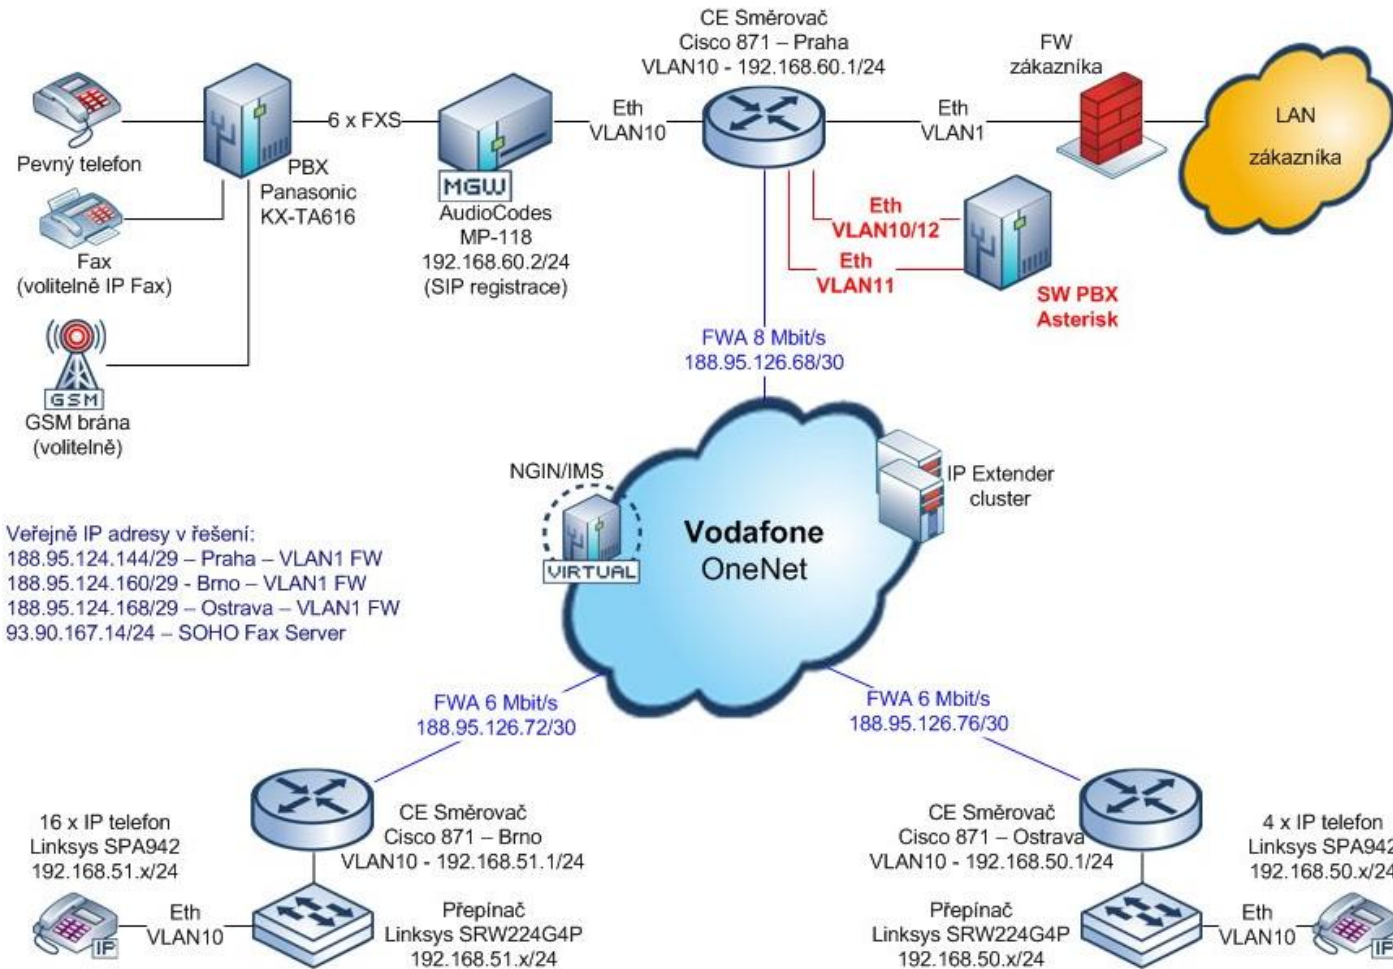 CE Směrovač
Cisco 871 – Praha
VLAN10 - 192.168.60.1/24
FW
zákazníka
LAN
zákazníka
Eth
VLAN10
Eth
VLAN1
6 x FXS
Pevný telefon
PBX
Panasonic
KX-TA616
MGW
AudioCodes
MP-118
192.168.60.2/24
(SIP registrace)
Eth
VLAN10/12
Eth
VLAN11
SW PBX
Asterisk
Fax
(volitelně IP Fax)
GSM
GSM brána
(volitelně)
FWA 8 Mbit/s
188.95.126.68/30
NGIN/IMS
VIRTUAL
Vodafone
OneNet
IP Extender
cluster
Veřejně IP adresy v řešení:
188.95.124.144/29 – Praha – VLAN1 FW
188.95.124.160/29 - Brno – VLAN1 FW
188.95.124.168/29 – Ostrava – VLAN1 FW
93.90.167.14/24 – SOHO Fax Server
FWA 6 Mbit/s
188.95.126.72/30
FWA 6 Mbit/s
188.95.126.76/30
16 x IP telefon
Linksys SPA942
192.168.51.x/24
IP
Eth
VLAN10
CE Směrovač
Cisco 871 – Brno
VLAN10 - 192.168.51.1/24
Přepínač
Linksys SRW224G4P
192.168.51.x/24
CE Směrovač
Cisco 871 – Ostrava
VLAN10 - 192.168.50.1/24
Přepínač
Linksys SRW224G4P
192.168.50.x/24
Eth
VLAN10
4 x IP telefon
Linksys SPA942
192.168.50.x/24
IP